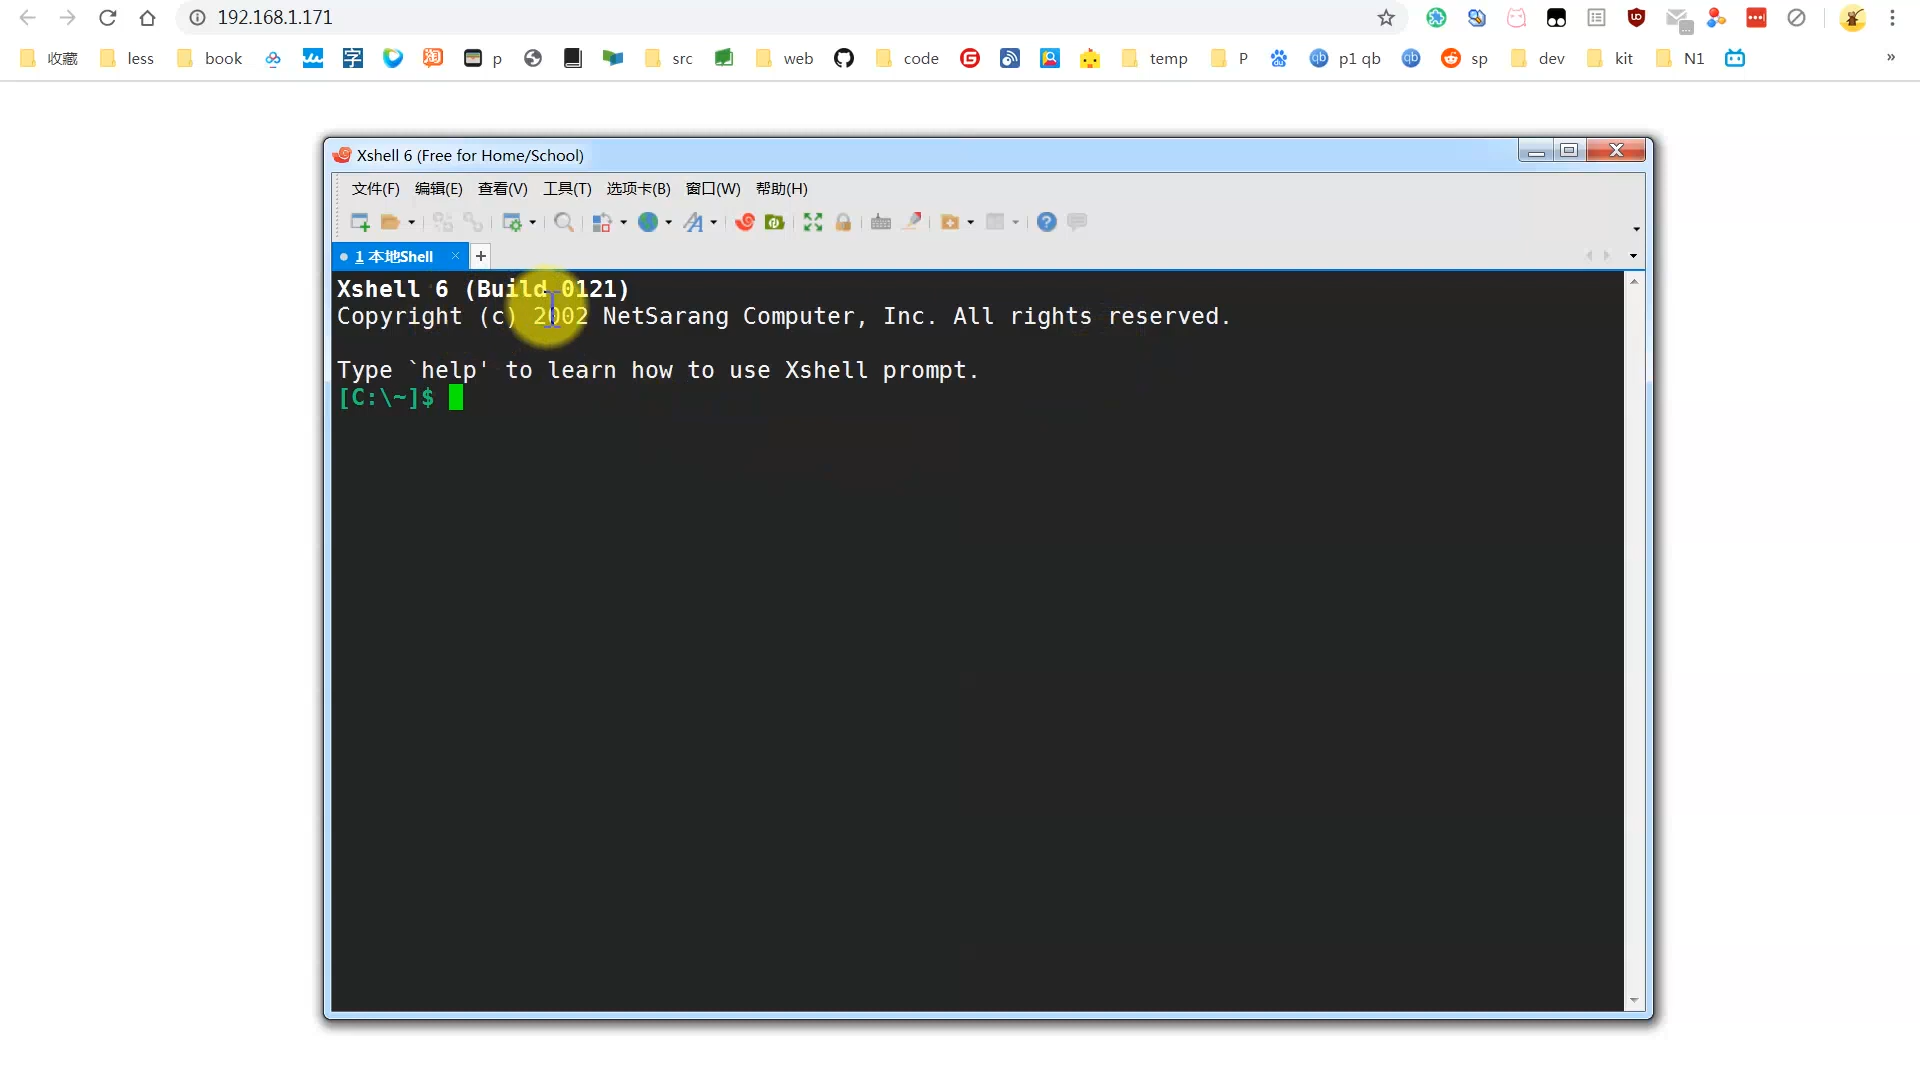 192.168.1.171
收藏 less book 字 淘 p src web code temp P p1 qb sp dev kit N1 »
Xshell 6 (Free for Home/School)
文件(F) 编辑(E) 查看(V) 工具(T) 选项卡(B) 窗口(W) 帮助(H)
1 本地Shell × +
Xshell 6 (Build 0121)
Copyright (c) 2002 NetSarang Computer, Inc. All rights reserved.
Type `help' to learn how to use Xshell prompt.
[C:\~]$